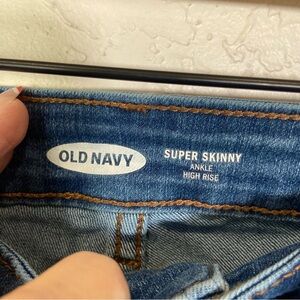 OLD NAVY
SUPER SKINNY
ANKLE
HIGH RISE